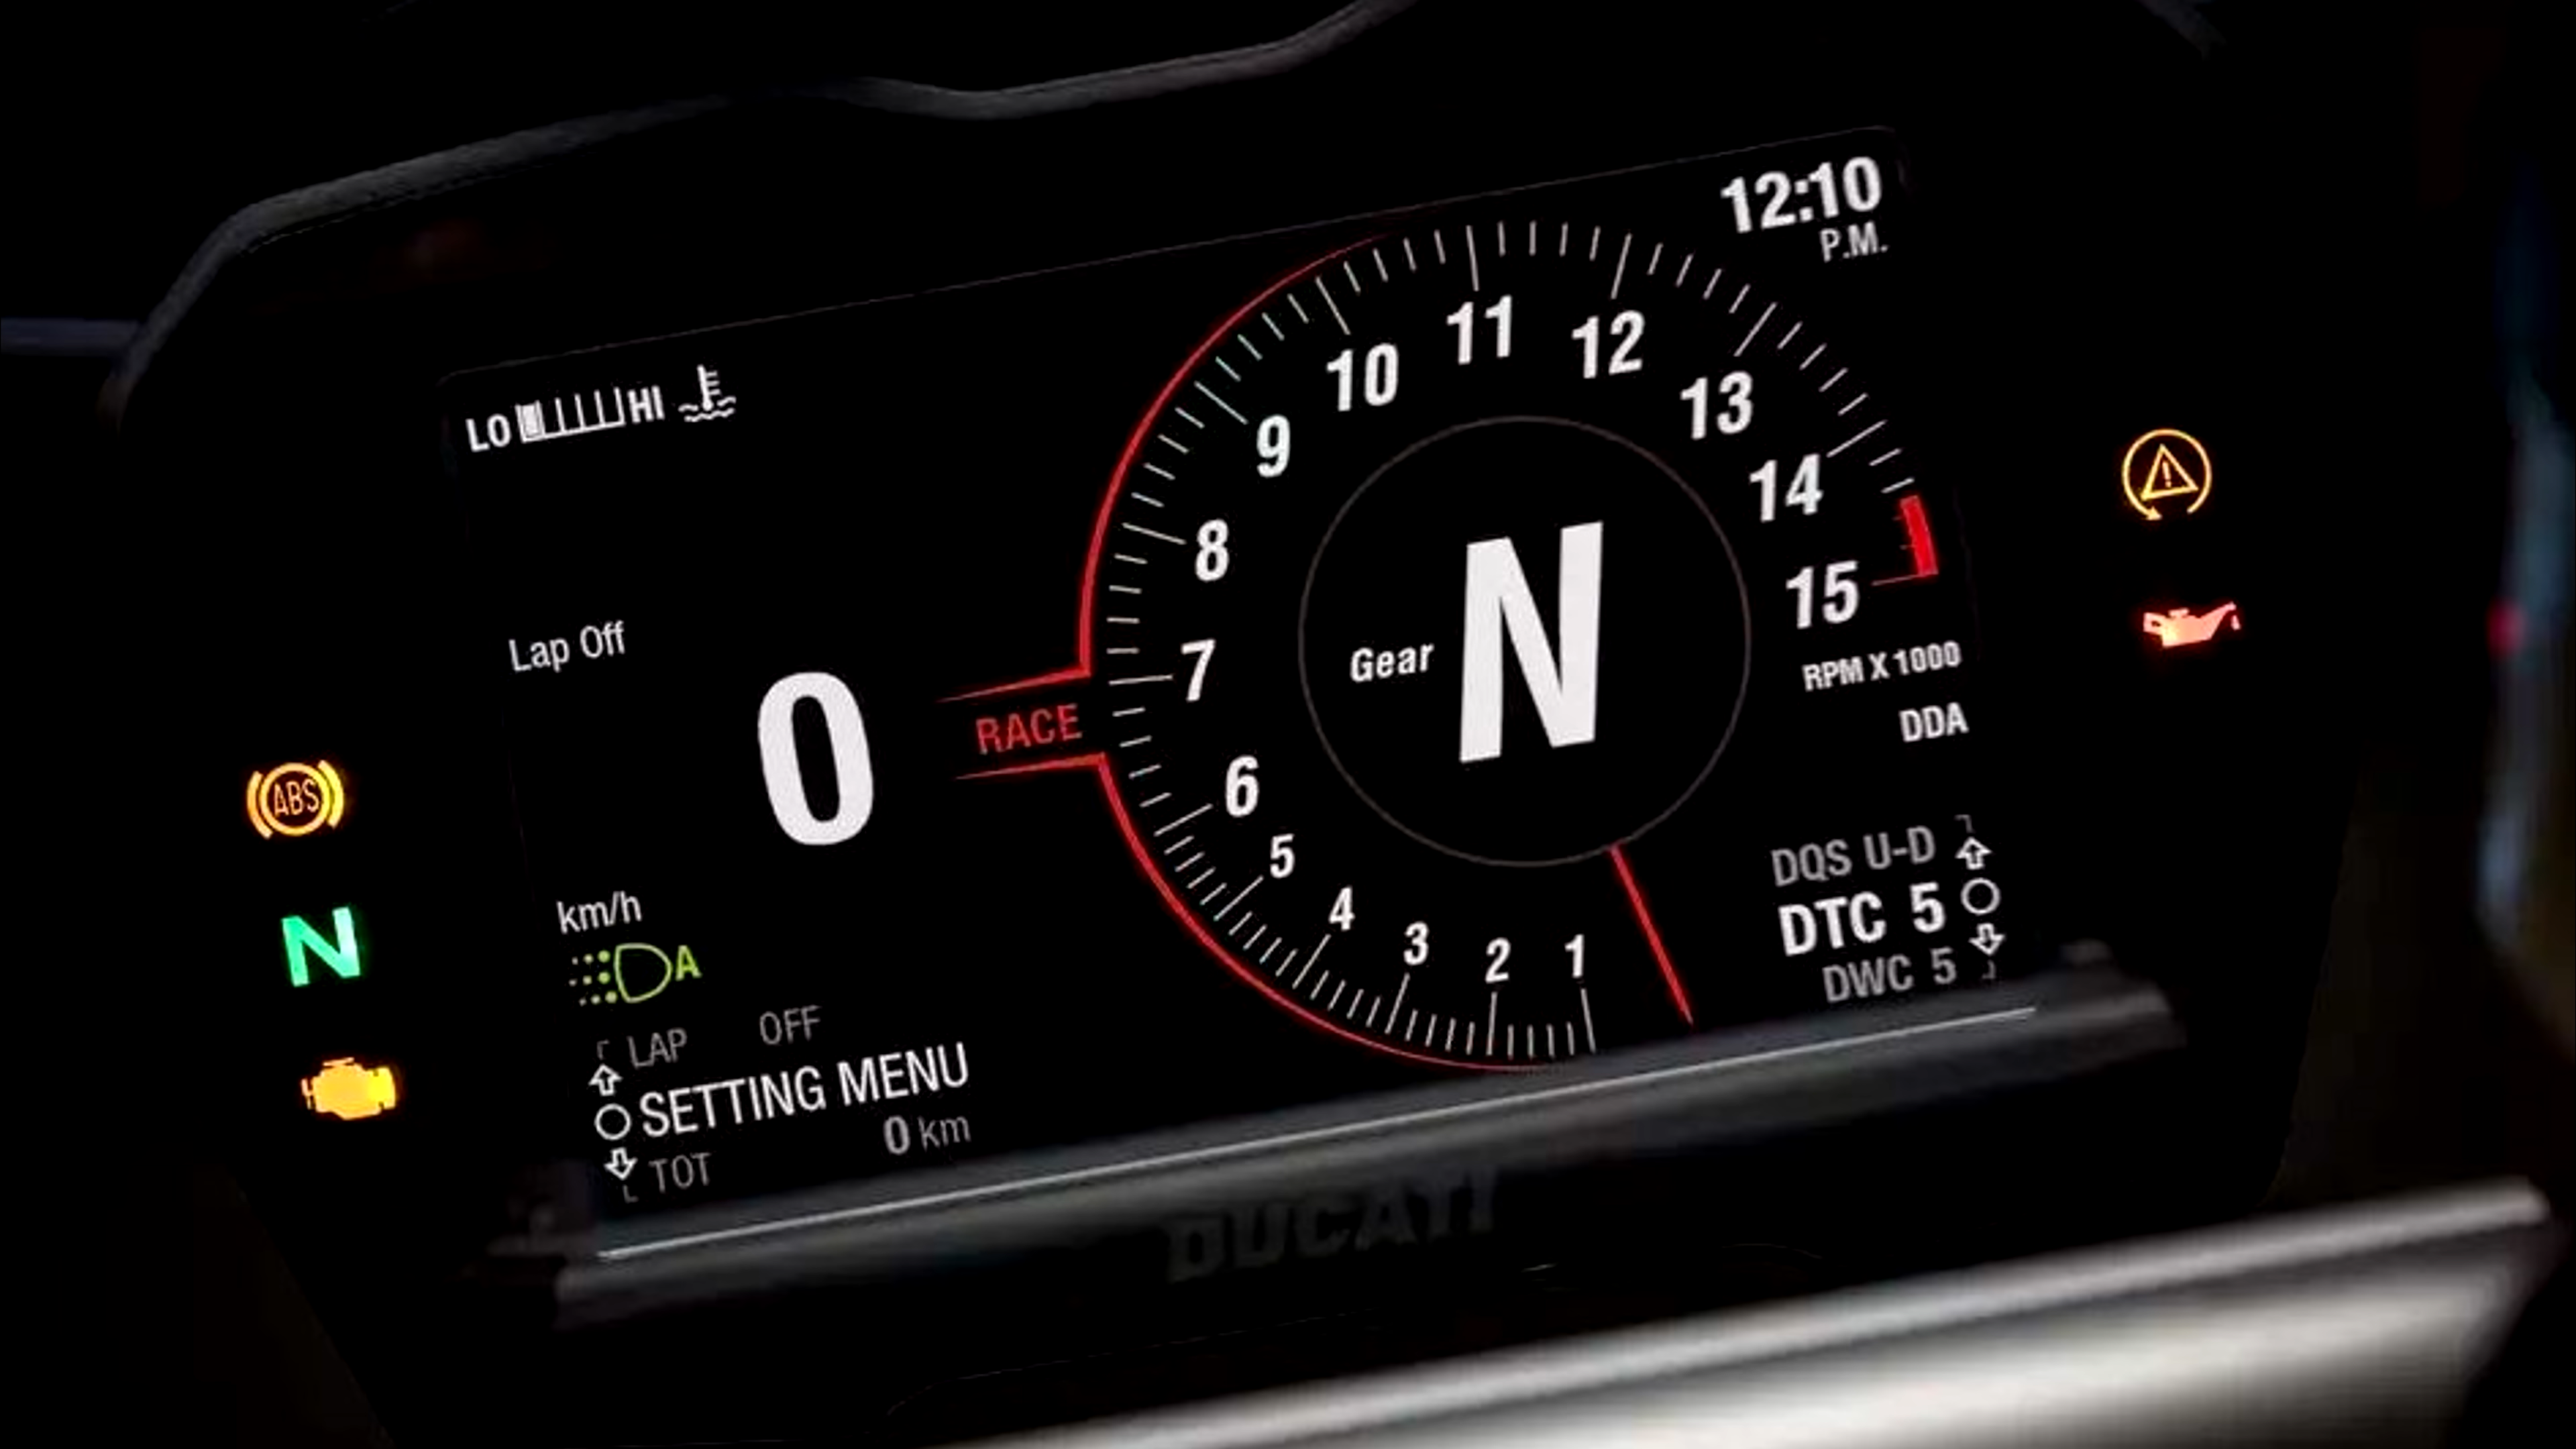 12:10
P.M.
LO HI
Lap Off
0
km/h
A
RACE
Gear N
1
2
3
4
5
6
7
8
9
10
11
12
13
14
15
RPM X 1000
DDA
DQS U-D
DTC 5
DWC 5
ABS
N
LAP OFF
SETTING MENU
TOT 0 km
DUCATI